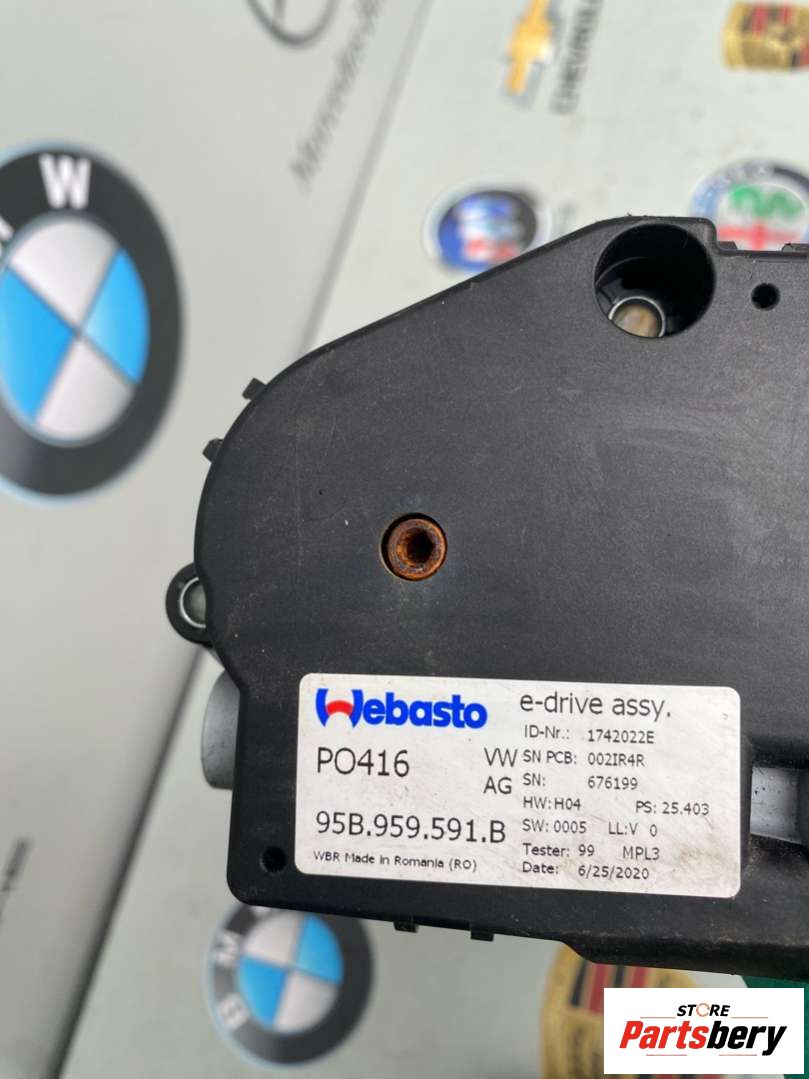 Mercedes-
CHEVROLE
W
Webasto
e-drive assy.
ID-Nr.: 1742022E
PO416
VW
AG
SN PCB: 002IR4R
SN: 676199
HW: H04 PS: 25.403
95B.959.591.B
SW: 0005 LL:V 0
Tester: 99 MPL3
WBR Made in Romania (RO)
Date: 6/25/2020
B M
STORE
Partsbery